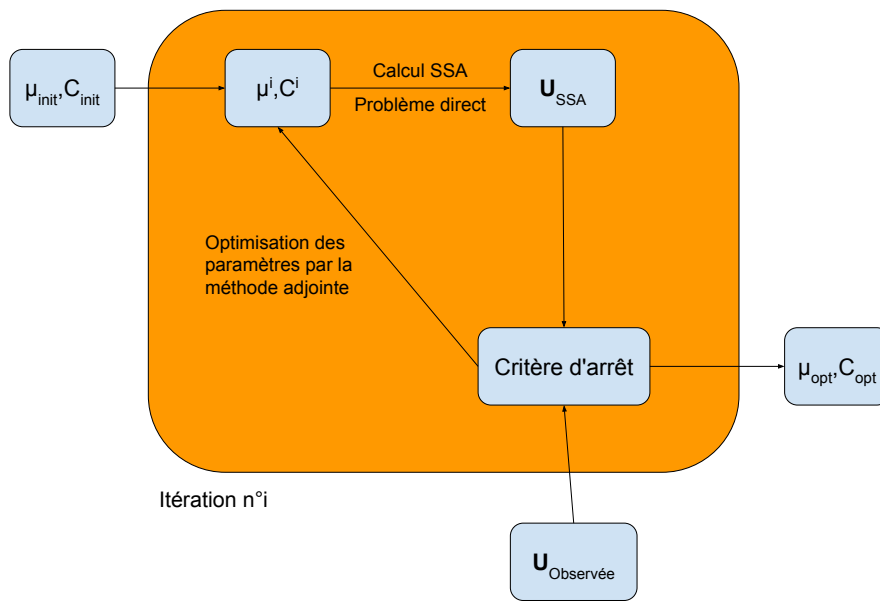 μinit,Cinit
μⁱ,Cⁱ
Calcul SSA
Problème direct
USSA
Optimisation des
paramètres par la
méthode adjointe
Critère d'arrêt
μopt,Copt
Itération n°i
UObservée